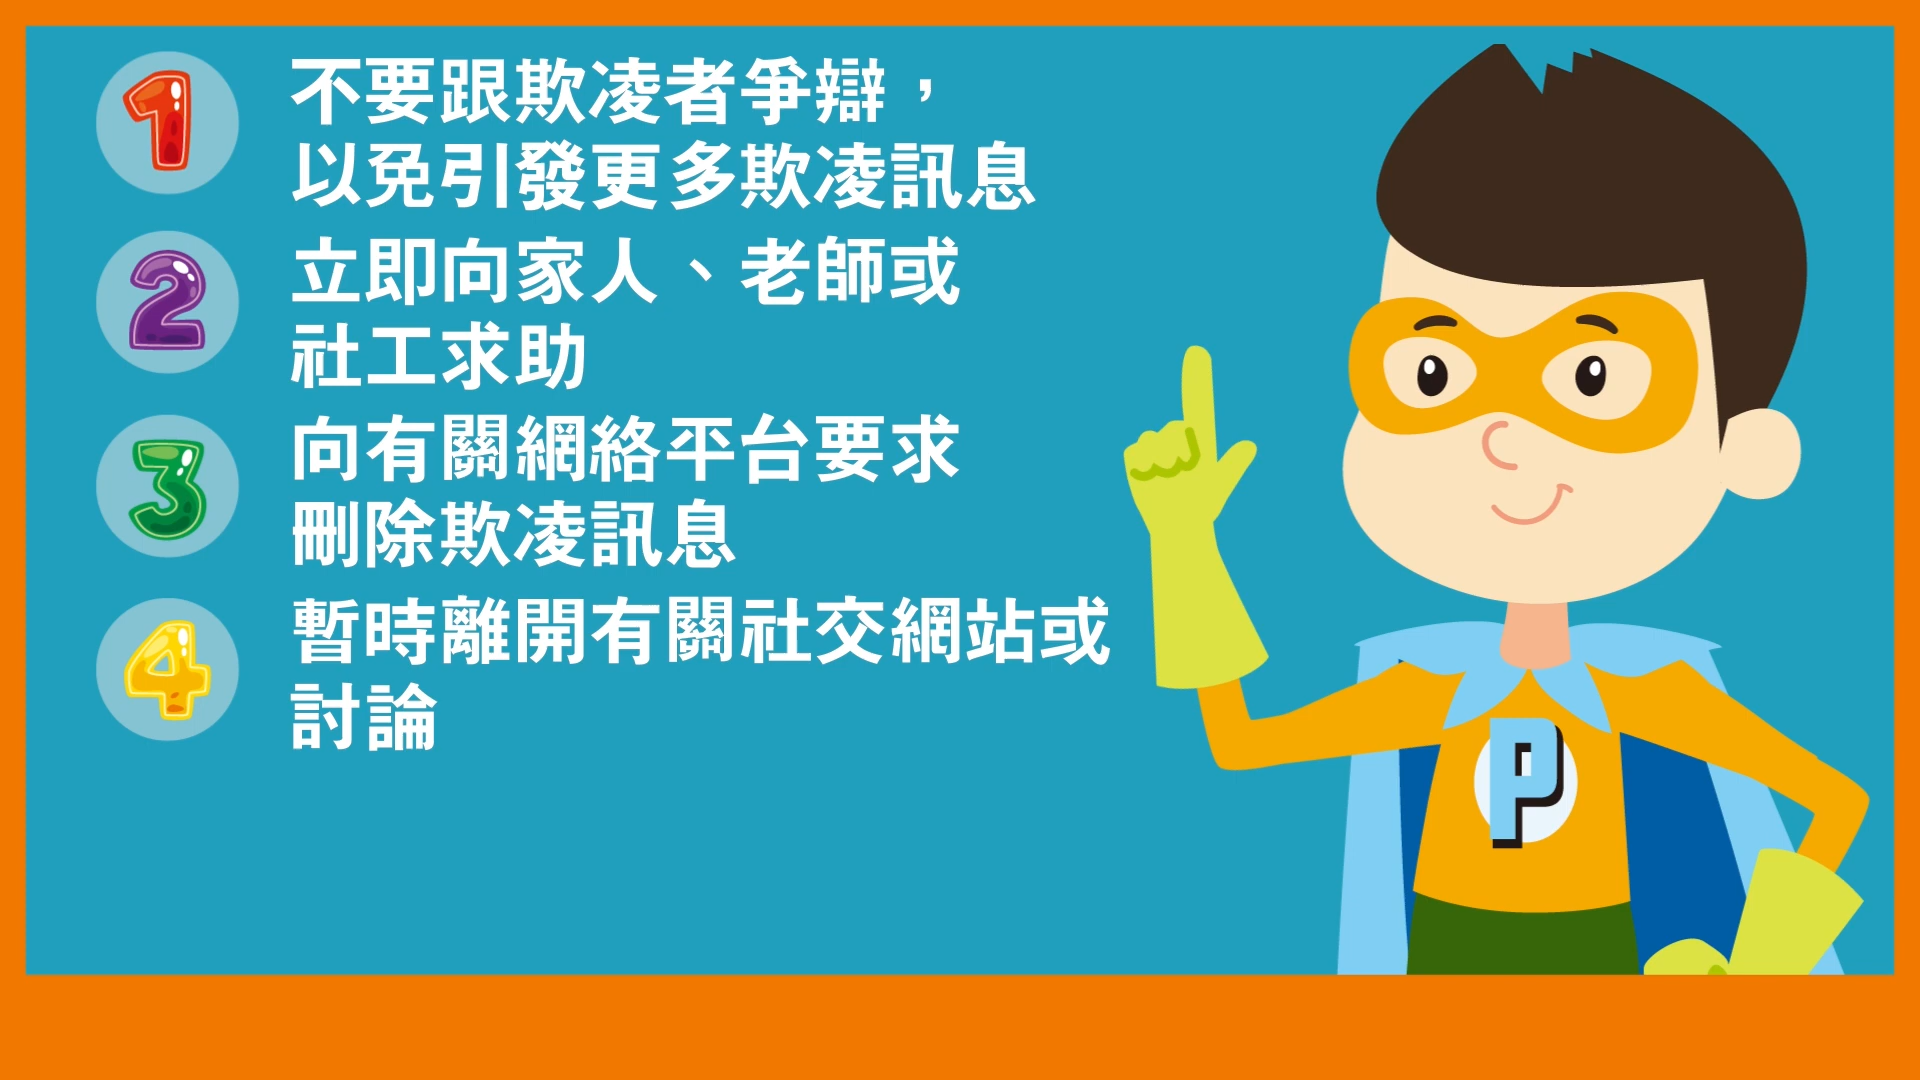 1
不要跟欺凌者爭辯，
以免引發更多欺凌訊息
2
立即向家人、老師或
社工求助
3
向有關網絡平台要求
刪除欺凌訊息
4
暫時離開有關社交網站或
討論
P